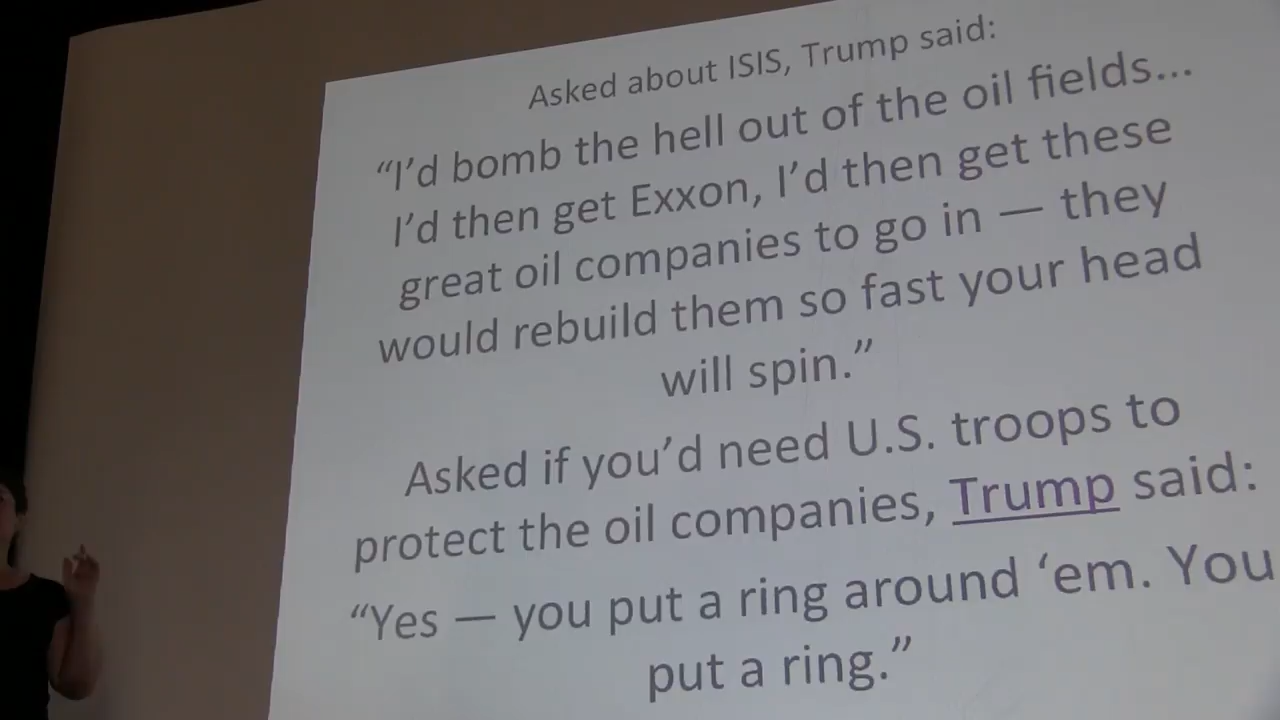 Asked about ISIS, Trump said:
“I’d bomb the hell out of the oil fields...
I’d then get Exxon, I’d then get these
great oil companies to go in — they
would rebuild them so fast your head
will spin.”
Asked if you’d need U.S. troops to
protect the oil companies, Trump said:
“Yes — you put a ring around ‘em. You
put a ring.”